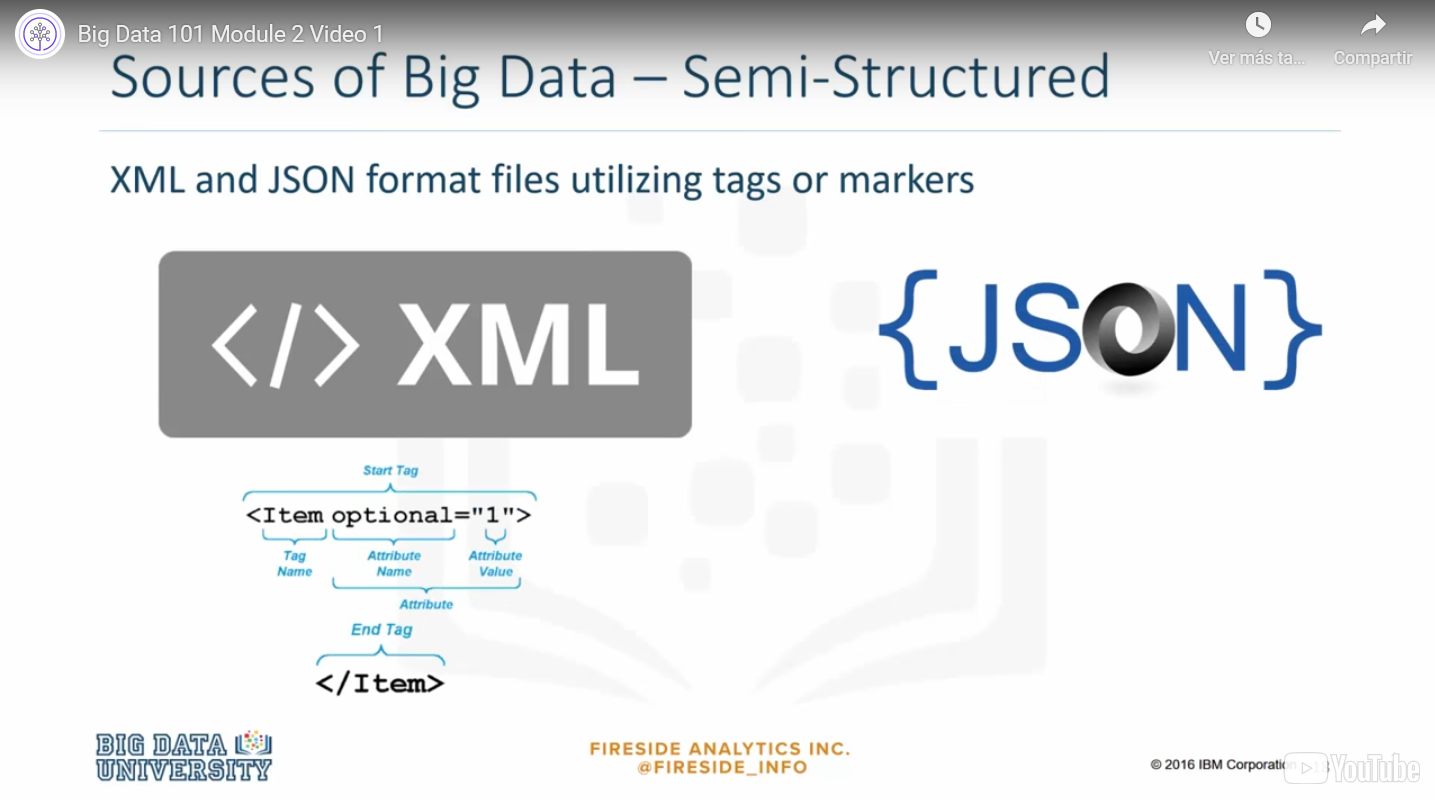 Big Data 101 Module 2 Video 1
Ver más ta...
Compartir
Sources of Big Data – Semi-Structured
XML and JSON format files utilizing tags or markers
</> XML
{JSON}
Start Tag
<Item optional="1">
Tag Name
Attribute Name
Attribute Value
Attribute
End Tag
</Item>
BIG DATA
UNIVERSITY
FIRESIDE ANALYTICS INC.
@FIRESIDE_INFO
© 2016 IBM Corporation
YouTube